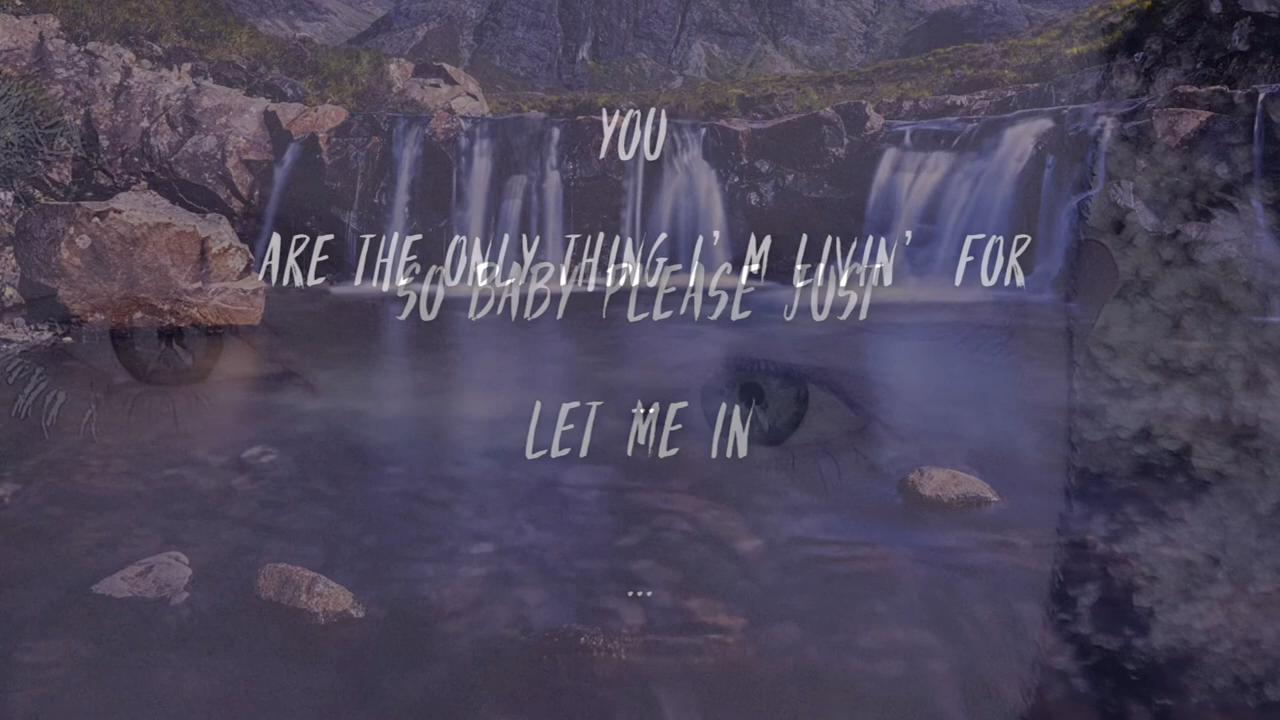 YOU
ARE THE ONLY THING I'M LIVIN' FOR
SO BABY PLEASE JUST
LET ME IN
...